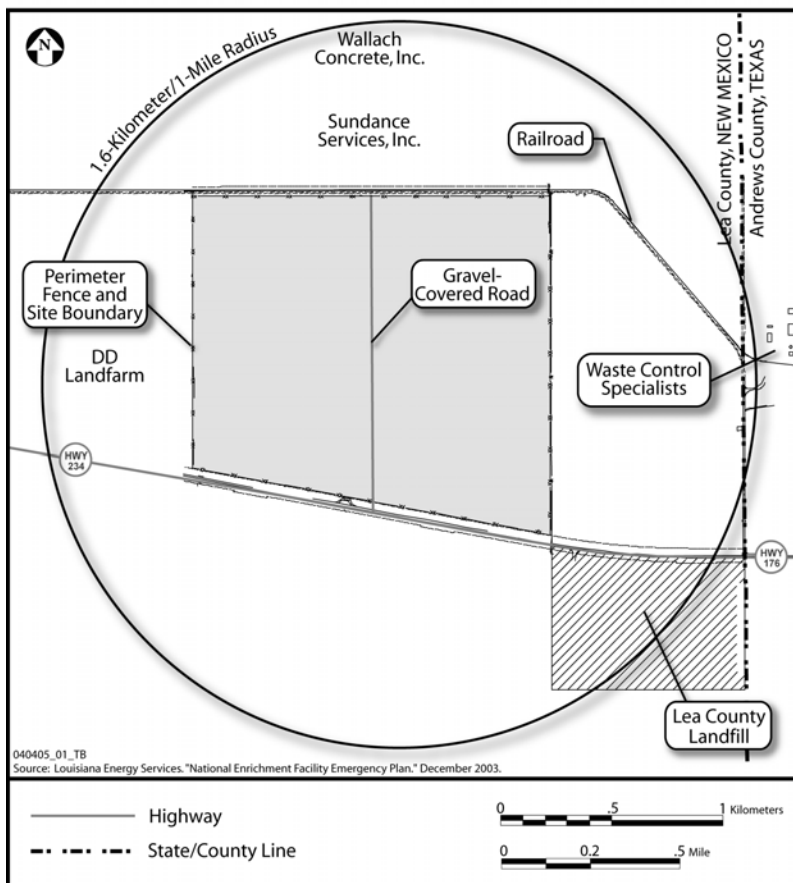 N
1.6-Kilometer/1-Mile Radius
Wallach
Concrete, Inc.
Sundance
Services, Inc.
Railroad
Lea County, NEW MEXICO
Andrews County, TEXAS
Perimeter
Fence and
Site Boundary
Gravel-
Covered Road
DD
Landfarm
Waste Control
Specialists
HWY
234
HWY
176
Lea County
Landfill
040405_01_TB
Source: Louisiana Energy Services. "National Enrichment Facility Emergency Plan." December 2003.
Highway
State/County Line
0 .5 1 Kilometers
0 0.2 .5 Mile